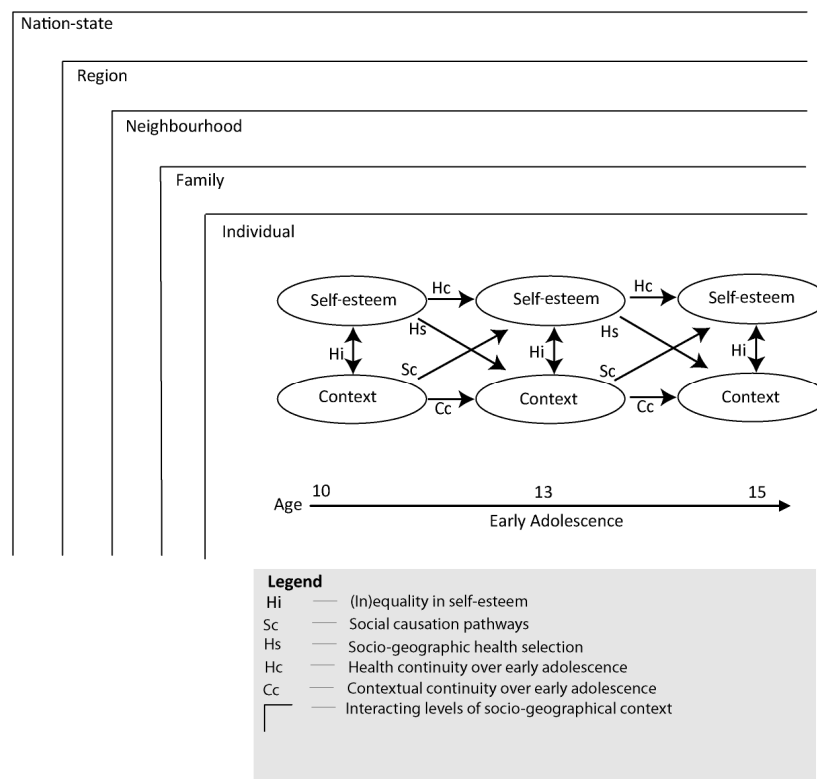 Nation-state
Region
Neighbourhood
Family
Individual
Self-esteem Hc Self-esteem Hc Self-esteem
Hs Hs
Hi Hi Hi
Sc Sc
Context Cc Context Cc Context
Age 10 13 15
Early Adolescence
Legend
Hi (In)equality in self-esteem
Sc Social causation pathways
Hs Socio-geographic health selection
Hc Health continuity over early adolescence
Cc Contextual continuity over early adolescence
Interacting levels of socio-geographical context